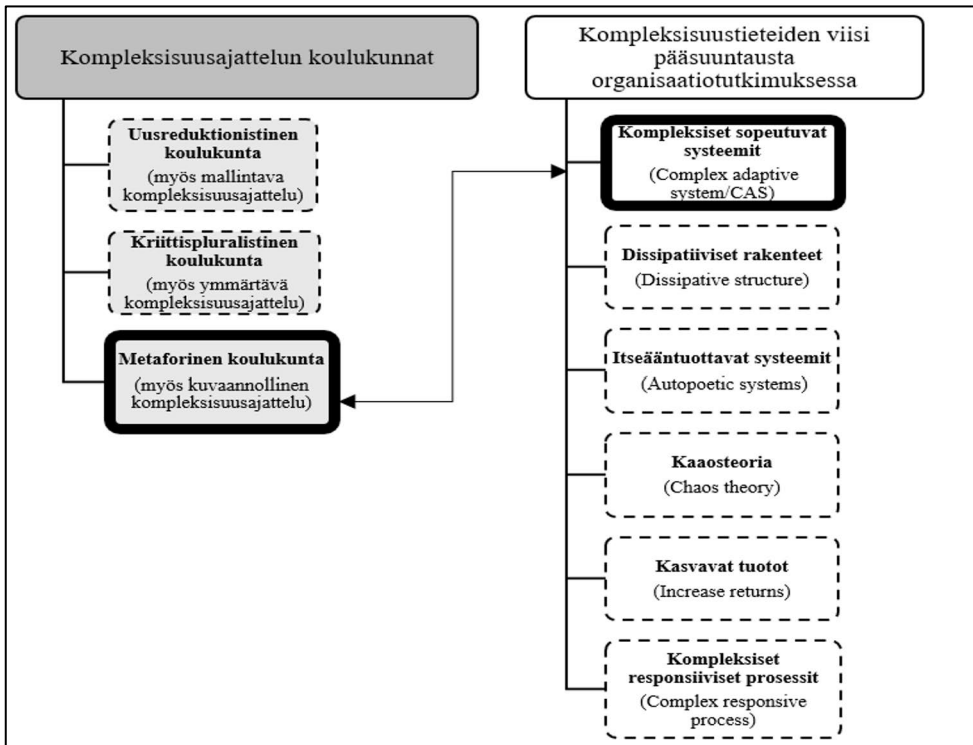 Kompleksisuusajattelun koulukunnat
Uusreduktionistinen
koulukunta
(myös mallintava
kompleksisuusajattelu)
Kriittispluralistinen
koulukunta
(myös ymmärtävä
kompleksisuusajattelu)
Metaforinen koulukunta
(myös kuvaannollinen
kompleksisuusajattelu)
Kompleksisuustieteiden viisi
pääsuuntausta
organisaatiotutkimuksessa
Kompleksiset sopeutuvat
systeemit
(Complex adaptive
system/CAS)
Dissipatiiviset rakenteet
(Dissipative structure)
Itseääntuottavat systeemit
(Autopoetic systems)
Kaaosteoria
(Chaos theory)
Kasvavat tuotot
(Increase returns)
Kompleksiset
responsiiviset prosessit
(Complex responsive
process)